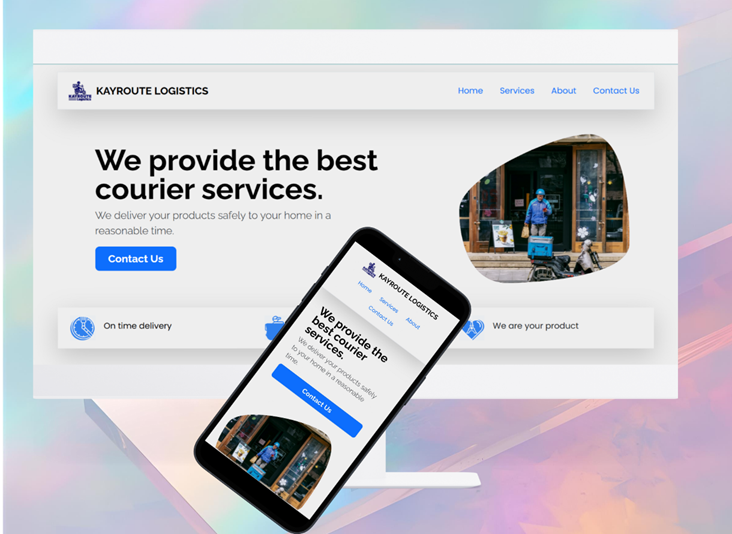 KAYROUTE
KAYROUTE LOGISTICS
Home
Services
About
Contact Us
We provide the best
courier services.
We deliver your products safely to your home in a
reasonable time.
Contact Us
On time delivery
We are your product
KAYROUTE LOGISTICS
Home
Services
About
Contact Us
We provide the
best courier
services.
We deliver your products safely
to your home in a reasonable
time.
Contact Us